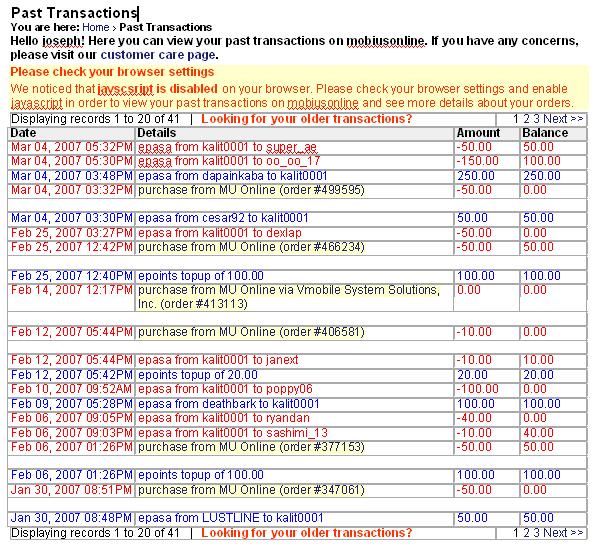 Past Transactions
You are here: Home › Past Transactions
Hello joseph! Here you can view your past transactions on mobiusonline. If you have any concerns,
please visit our customer care page.
Please check your browser settings
We noticed that javscsript is disabled on your browser. Please check your browser settings and enable
javascript in order to view your past transactions on mobiusonline and see more details about your orders.
Displaying records 1 to 20 of 41 | Looking for your older transactions? 1 2 3 Next >>
Date Details Amount Balance
Mar 04, 2007 05:32PM epasa from kalit0001 to super_ae -50.00 50.00
Mar 04, 2007 05:30PM epasa from kalit0001 to oo_oo_17 -150.00 100.00
Mar 04, 2007 03:48PM epasa from dapainkaba to kalit0001 250.00 250.00
Mar 04, 2007 03:32PM purchase from MU Online (order #499595) -50.00 0.00
Mar 04, 2007 03:30PM epasa from cesar92 to kalit0001 50.00 50.00
Feb 25, 2007 03:27PM epasa from kalit0001 to dexlap -50.00 0.00
Feb 25, 2007 12:42PM purchase from MU Online (order #466234) -50.00 50.00
Feb 25, 2007 12:40PM epoints topup of 100.00 100.00 100.00
Feb 14, 2007 12:17PM purchase from MU Online via Vmobile System Solutions, 0.00 0.00
Inc. (order #413113)
Feb 12, 2007 05:44PM purchase from MU Online (order #406581) -10.00 0.00
Feb 12, 2007 05:44PM epasa from kalit0001 to janext -10.00 10.00
Feb 12, 2007 05:42PM epoints topup of 20.00 20.00 20.00
Feb 10, 2007 09:52AM epasa from kalit0001 to poppy06 -100.00 0.00
Feb 09, 2007 05:28PM epasa from deathbark to kalit0001 100.00 100.00
Feb 06, 2007 09:05PM epasa from kalit0001 to ryandan -40.00 0.00
Feb 06, 2007 09:03PM epasa from kalit0001 to sashimi_13 -10.00 40.00
Feb 06, 2007 01:26PM purchase from MU Online (order #377153) -50.00 50.00
Feb 06, 2007 01:26PM epoints topup of 100.00 100.00 100.00
Jan 30, 2007 08:51PM purchase from MU Online (order #347061) -50.00 0.00
Jan 30, 2007 08:48PM epasa from LUSTLINE to kalit0001 50.00 50.00
Displaying records 1 to 20 of 41 | Looking for your older transactions? 1 2 3 Next >>